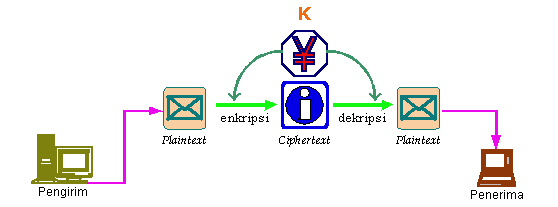 K
enkripsi
dekripsi
Plaintext
Ciphertext
Plaintext
Pengirim
Penerima